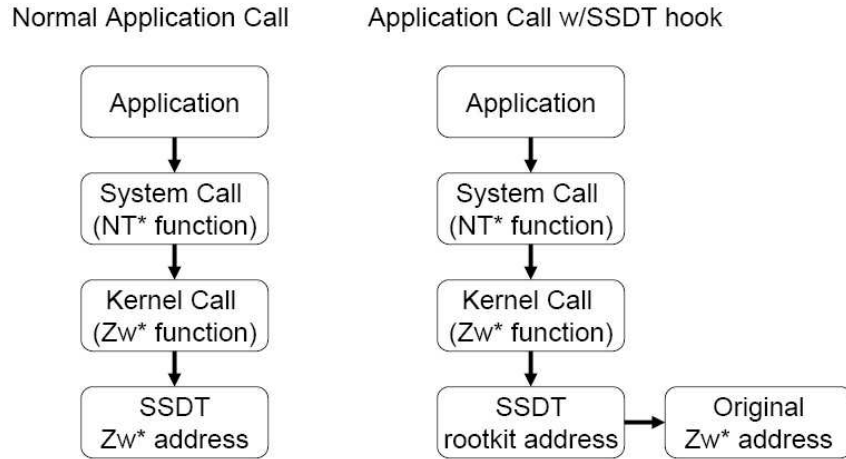 Normal Application Call
Application
System Call
(NT* function)
Kernel Call
(Zw* function)
SSDT
Zw* address
Application Call w/SSDT hook
Application
System Call
(NT* function)
Kernel Call
(Zw* function)
SSDT
rootkit address
Original
Zw* address